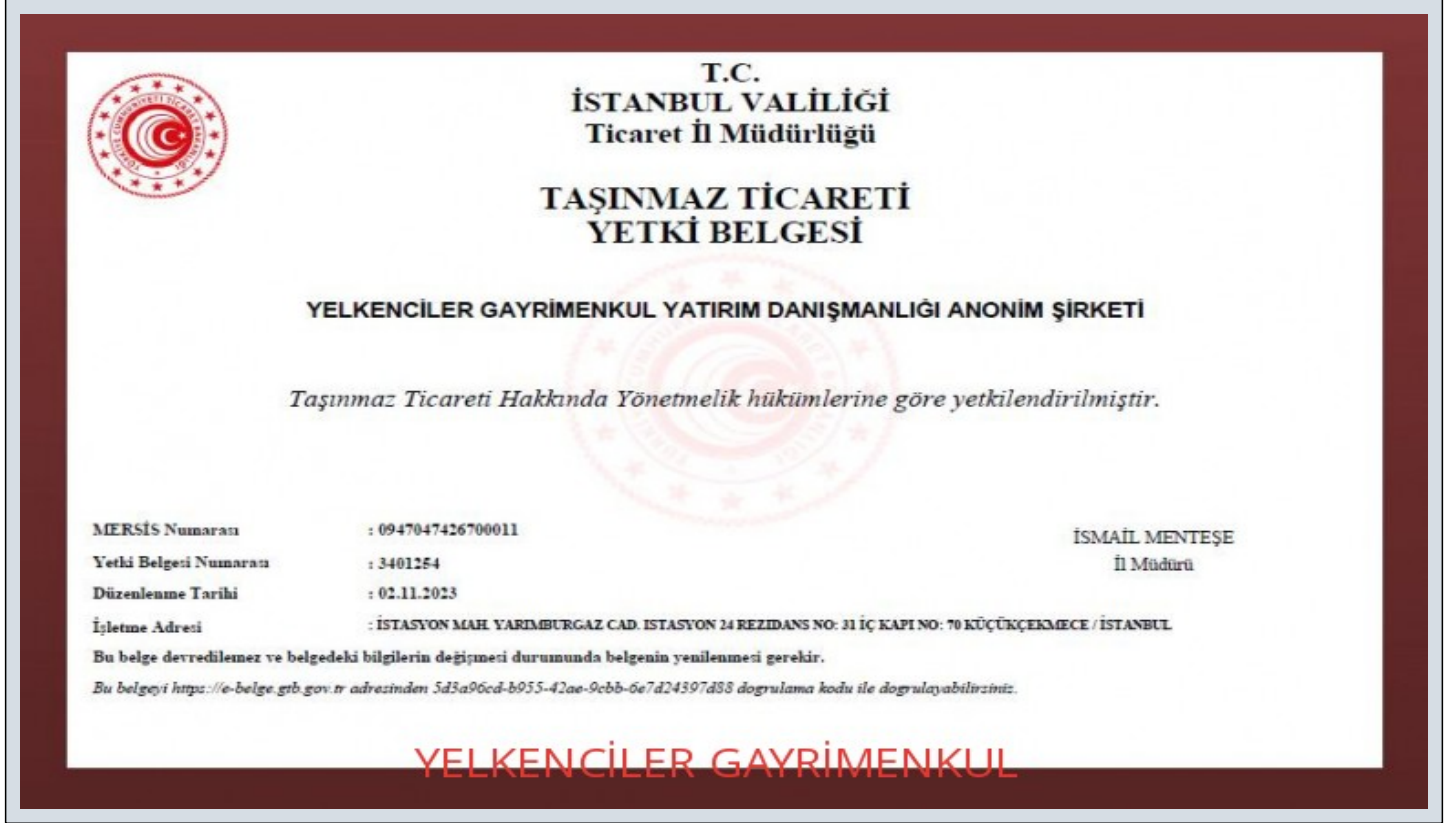 T.C.
İSTANBUL VALİLİĞİ
Ticaret İl Müdürlüğü
TAŞINMAZ TİCARETİ
YETKİ BELGESİ
YELKENCİLER GAYRİMENKUL YATIRIM DANIŞMANLIĞI ANONİM ŞİRKETİ
Taşınmaz Ticareti Hakkında Yönetmelik hükümlerine göre yetkilendirilmiştir.
MERSİS Numarası : 0947047426700011
İSMAİL MENTEŞE
Yetki Belgesi Numarası : 3401254
İl Müdürü
Düzenlenme Tarihi : 02.11.2023
İşletme Adresi : İSTASYON MAH. YARIMBURGAZ CAD. ISTASYON 24 REZIDANS NO: 31 İÇ KAPI NO: 70 KÜÇÜKÇEKMECE / İSTANBUL
Bu belge devredilemez ve belgedeki bilgilerin değişmesi durumunda belgenin yenilenmesi gerekir.
Bu belgeyi https://e-belge.gtb.gov.tr adresinden 5d3a96cd-b955-42ae-9cbb-6e7d24397d88 dogrulama kodu ile dogrulayabilirsiniz.
YELKENCİLER GAYRİMENKUL